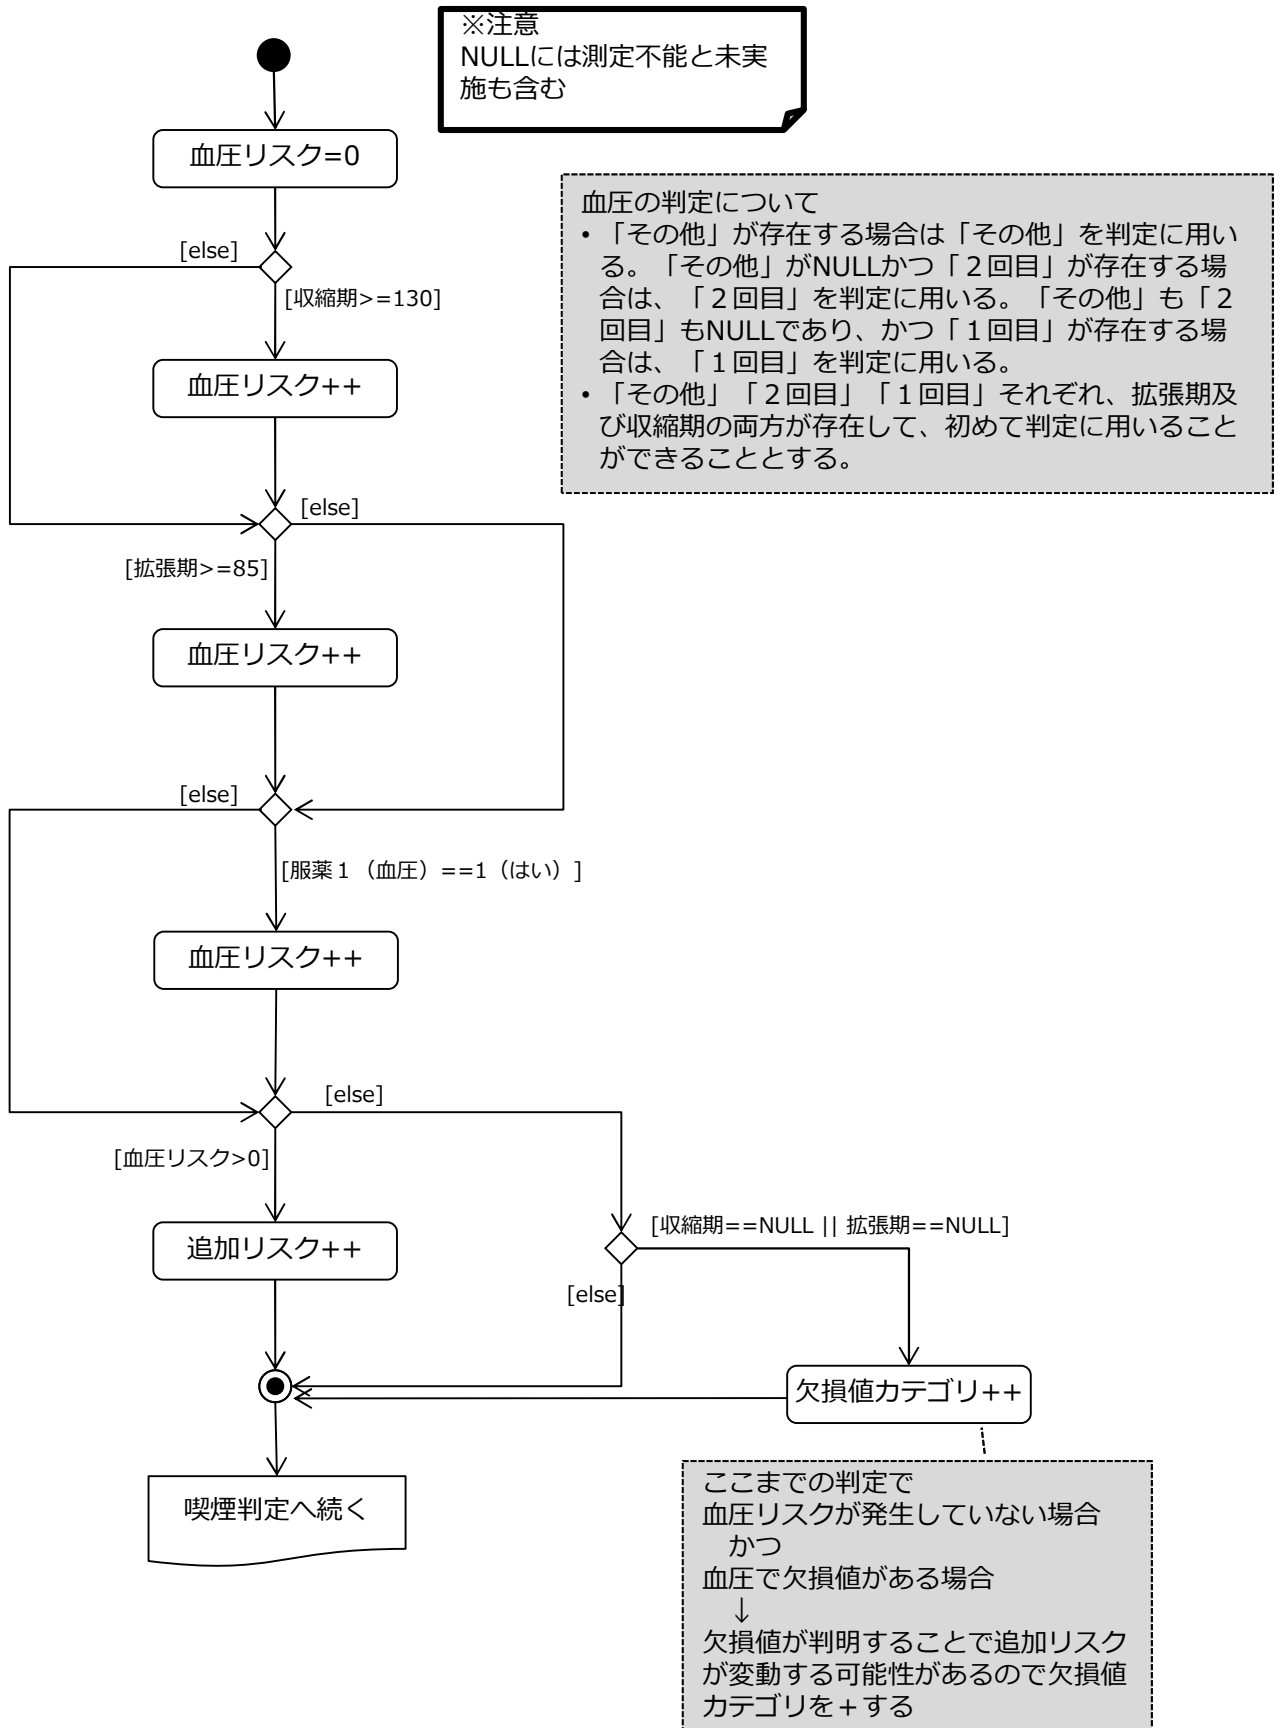 ※注意
NULLには測定不能と未実
施も含む
血圧リスク=0
血圧の判定について
• 「その他」が存在する場合は「その他」を判定に用い
る。「その他」がNULLかつ「２回目」が存在する場
合は、「２回目」を判定に用いる。「その他」も「２
回目」もNULLであり、かつ「１回目」が存在する場
合は、「１回目」を判定に用いる。
• 「その他」「２回目」「１回目」それぞれ、拡張期及
び収縮期の両方が存在して、初めて判定に用いること
ができることとする。
[else]
[収縮期>=130]
血圧リスク++
[else]
[拡張期>=85]
血圧リスク++
[else]
[服薬１（血圧）==1（はい）]
血圧リスク++
[else]
[血圧リスク>0]
[収縮期==NULL || 拡張期==NULL]
追加リスク++
[else]
欠損値カテゴリ++
喫煙判定へ続く
ここまでの判定で
血圧リスクが発生していない場合
かつ
血圧で欠損値がある場合
↓
欠損値が判明することで追加リスク
が変動する可能性があるので欠損値
カテゴリを＋する